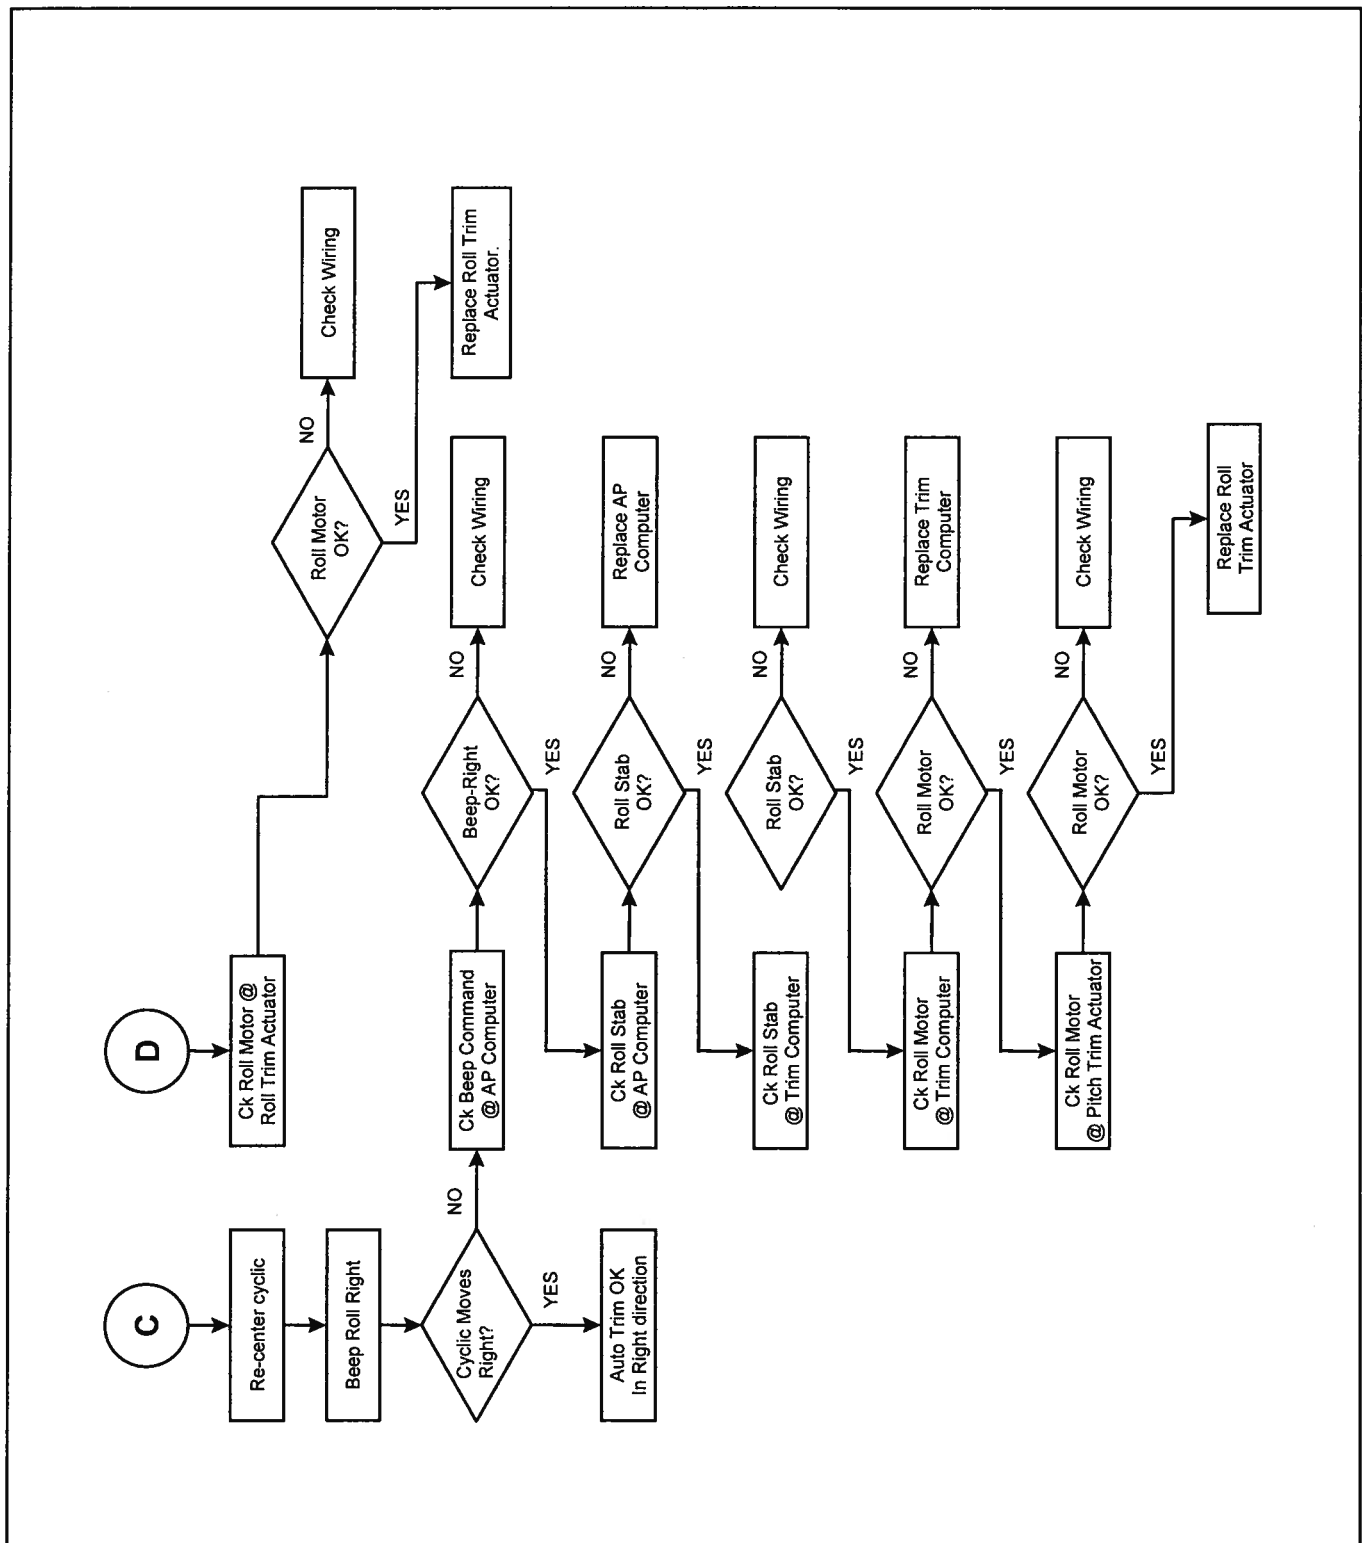 C
Re-center cyclic
Beep Roll Right
Cyclic Moves
Right?
NO
YES
Auto Trim OK
In Right direction
D
Ck Roll Motor @
Roll Trim Actuator
Roll Motor
OK?
NO
Check Wiring
YES
Replace Roll Trim
Actuator.
Ck Beep Command
@ AP Computer
Beep-Right
OK?
NO
Check Wiring
YES
Ck Roll Stab
@ AP Computer
Roll Stab
OK?
NO
Replace AP
Computer
YES
Ck Roll Stab
@ Trim Computer
Roll Stab
OK?
NO
Check Wiring
YES
Ck Roll Motor
@ Trim Computer
Roll Motor
OK?
NO
Replace Trim
Computer
YES
Ck Roll Motor
@ Pitch Trim Actuator
Roll Motor
OK?
NO
Check Wiring
YES
Replace Roll
Trim Actuator